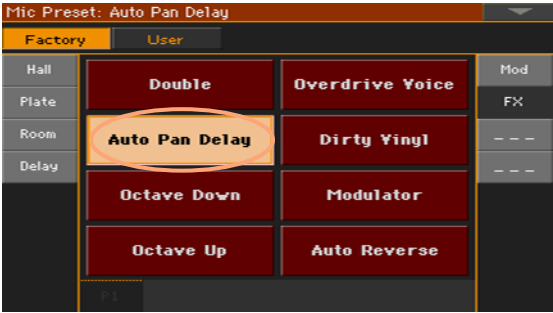 Mic Preset: Auto Pan Delay
Factory User
Hall
Plate
Room
Delay
Double Overdrive Voice
Auto Pan Delay Dirty Vinyl
Octave Down Modulator
Octave Up Auto Reverse
Mod
FX
---
---
P1